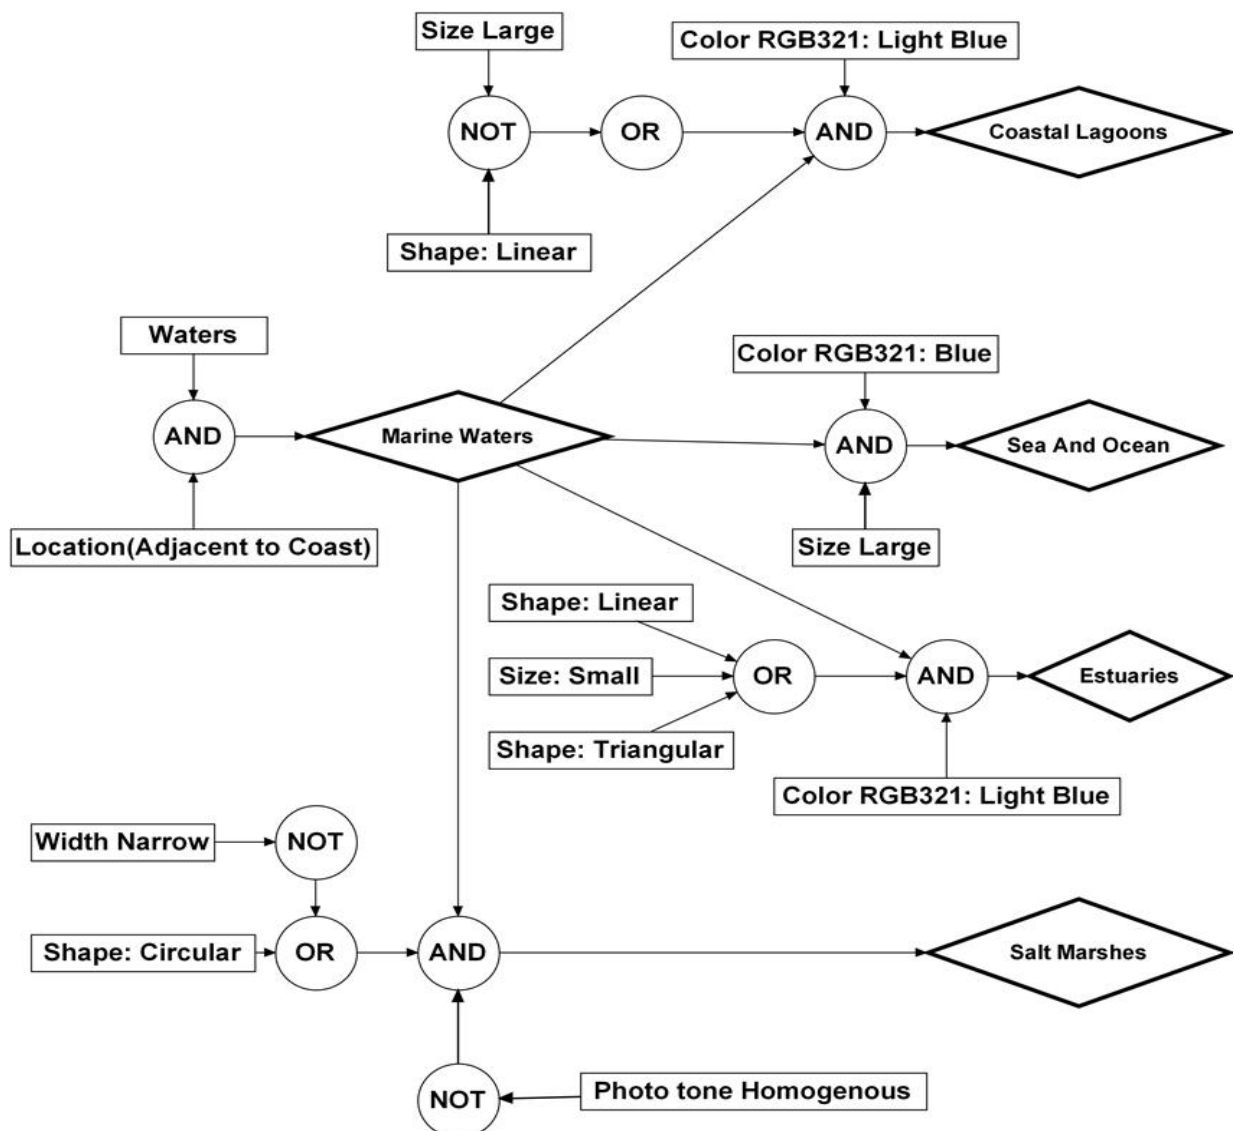 Size Large
Color RGB321: Light Blue
NOT
OR
AND
Coastal Lagoons
Shape: Linear
Waters
Color RGB321: Blue
AND
Marine Waters
AND
Sea And Ocean
Location(Adjacent to Coast)
Size Large
Shape: Linear
Size: Small
OR
AND
Estuaries
Shape: Triangular
Color RGB321: Light Blue
Width Narrow
NOT
Shape: Circular
OR
AND
Salt Marshes
NOT
Photo tone Homogenous